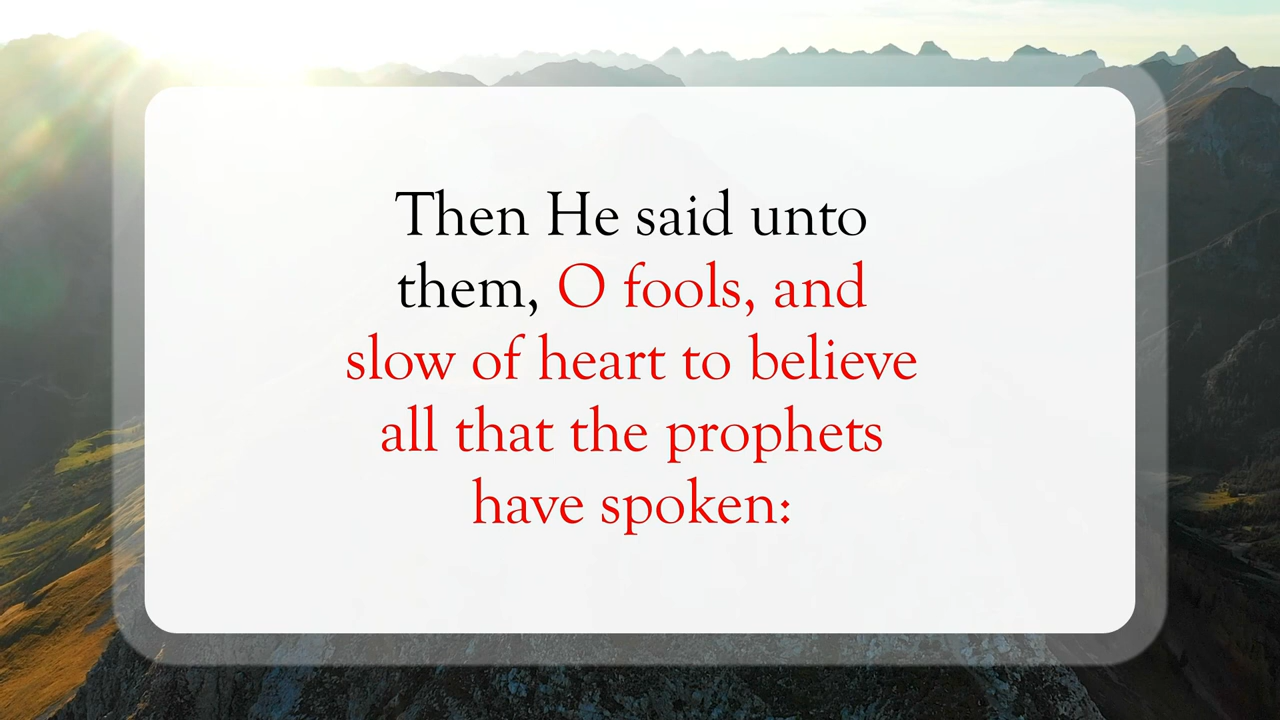 Then He said unto
them, O fools, and
slow of heart to believe
all that the prophets
have spoken: